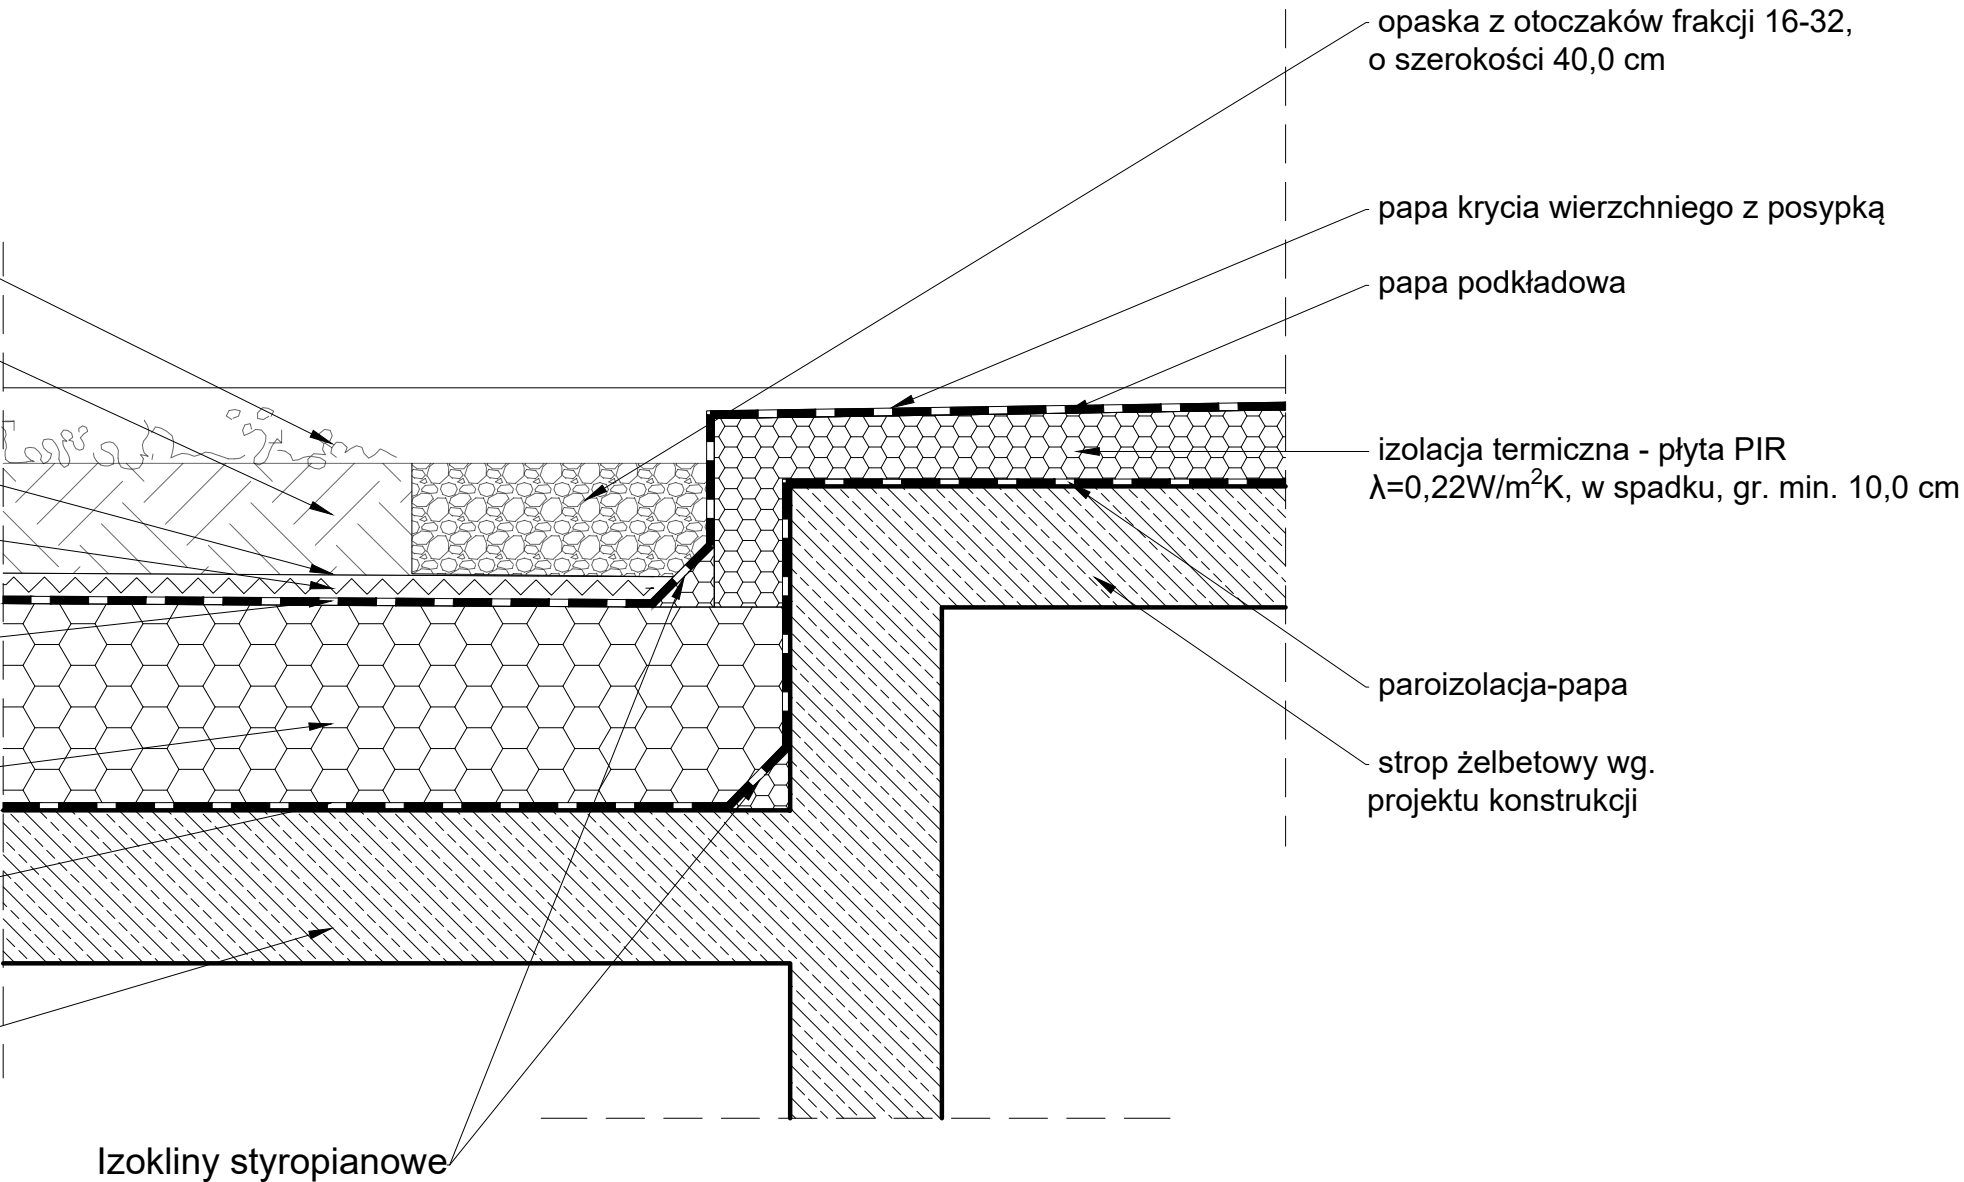 opaska z otoczaków frakcji 16-32,
o szerokości 40,0 cm
papa krycia wierzchniego z posypką
papa podkładowa
izolacja termiczna - płyta PIR
λ=0,22W/m²K, w spadku, gr. min. 10,0 cm
paroizolacja-papa
strop żelbetowy wg.
projektu konstrukcji
Izokliny styropianowe